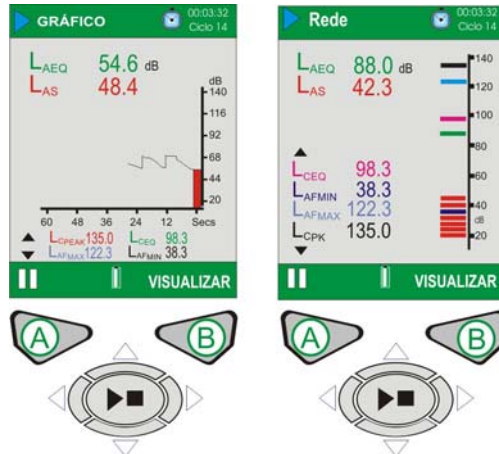 GRÁFICO 00:03:32
Ciclo 14
LAEQ 54.6 dB
LAS 48.4
dB
140
116
92
68
44
20
60 48 36 24 12 Secs
LCPEAK 135.0 LCEQ 98.3
LAFMAX 122.3 LAFMIN 38.3
VISUALIZAR
A B
Rede 00:03:32
Ciclo 14
LAEQ 88.0 dB
LAS 42.3
140
120
100
80
60
40
dB
20
LCEQ 98.3
LAFMIN 38.3
LAFMAX 122.3
LCPK 135.0
VISUALIZAR
A B